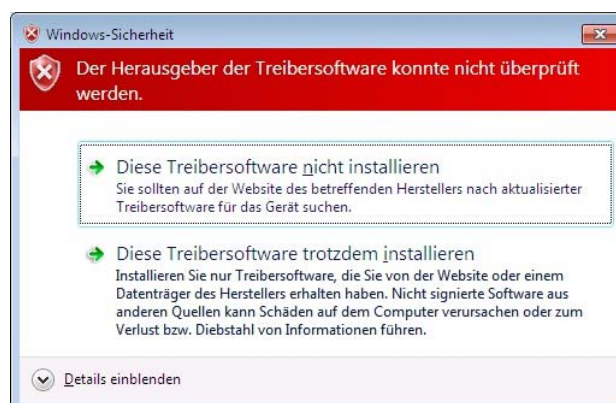 Windows-Sicherheit
Der Herausgeber der Treibersoftware konnte nicht überprüft
werden.
Diese Treibersoftware nicht installieren
Sie sollten auf der Website des betreffenden Herstellers nach aktualisierter
Treibersoftware für das Gerät suchen.
Diese Treibersoftware trotzdem installieren
Installieren Sie nur Treibersoftware, die Sie von der Website oder einem
Datenträger des Herstellers erhalten haben. Nicht signierte Software aus
anderen Quellen kann Schäden auf dem Computer verursachen oder zum
Verlust bzw. Diebstahl von Informationen führen.
Details einblenden